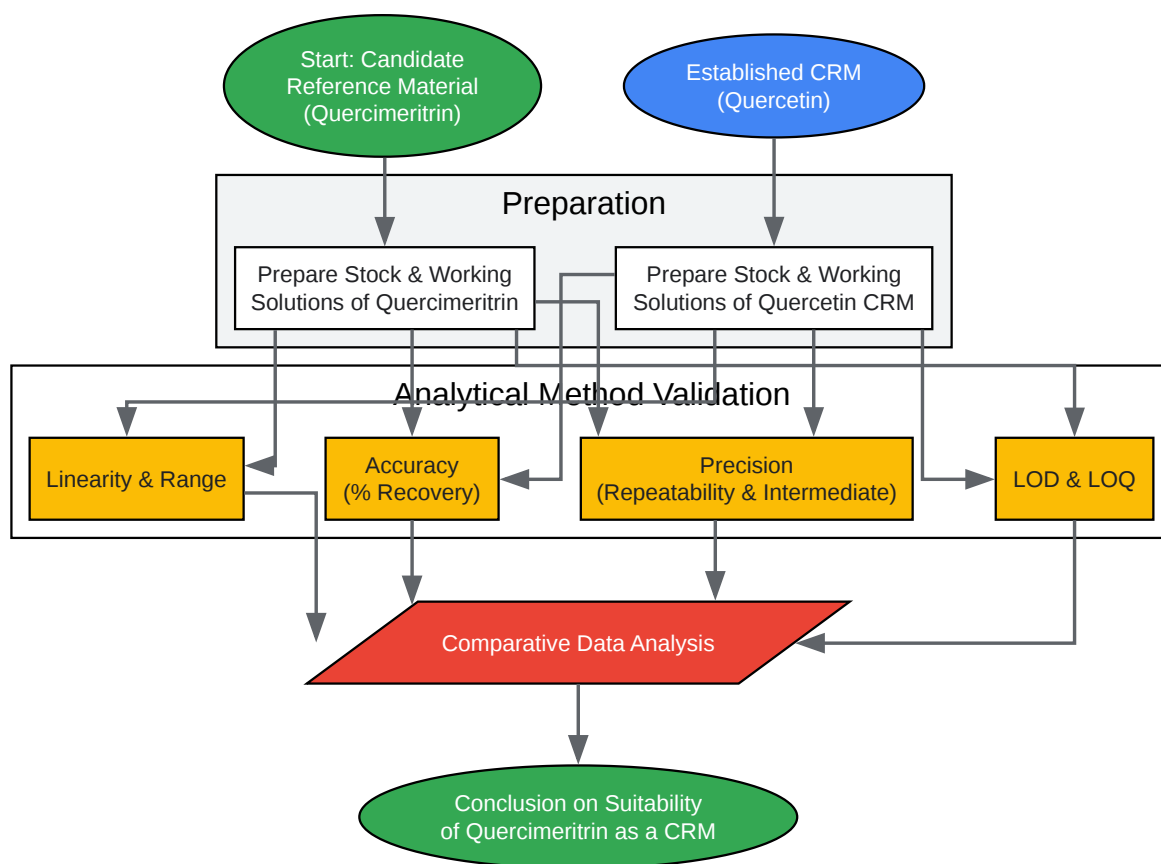 Start: Candidate
Reference Material
(Quercimeritrin)
Established CRM
(Quercetin)
Preparation
Prepare Stock & Working
Solutions of Quercimeritrin
Prepare Stock & Working
Solutions of Quercetin CRM
Analytical Method Validation
Linearity & Range
Accuracy
(% Recovery)
Precision
(Repeatability & Intermediate)
LOD & LOQ
Comparative Data Analysis
Conclusion on Suitability
of Quercimeritrin as a CRM